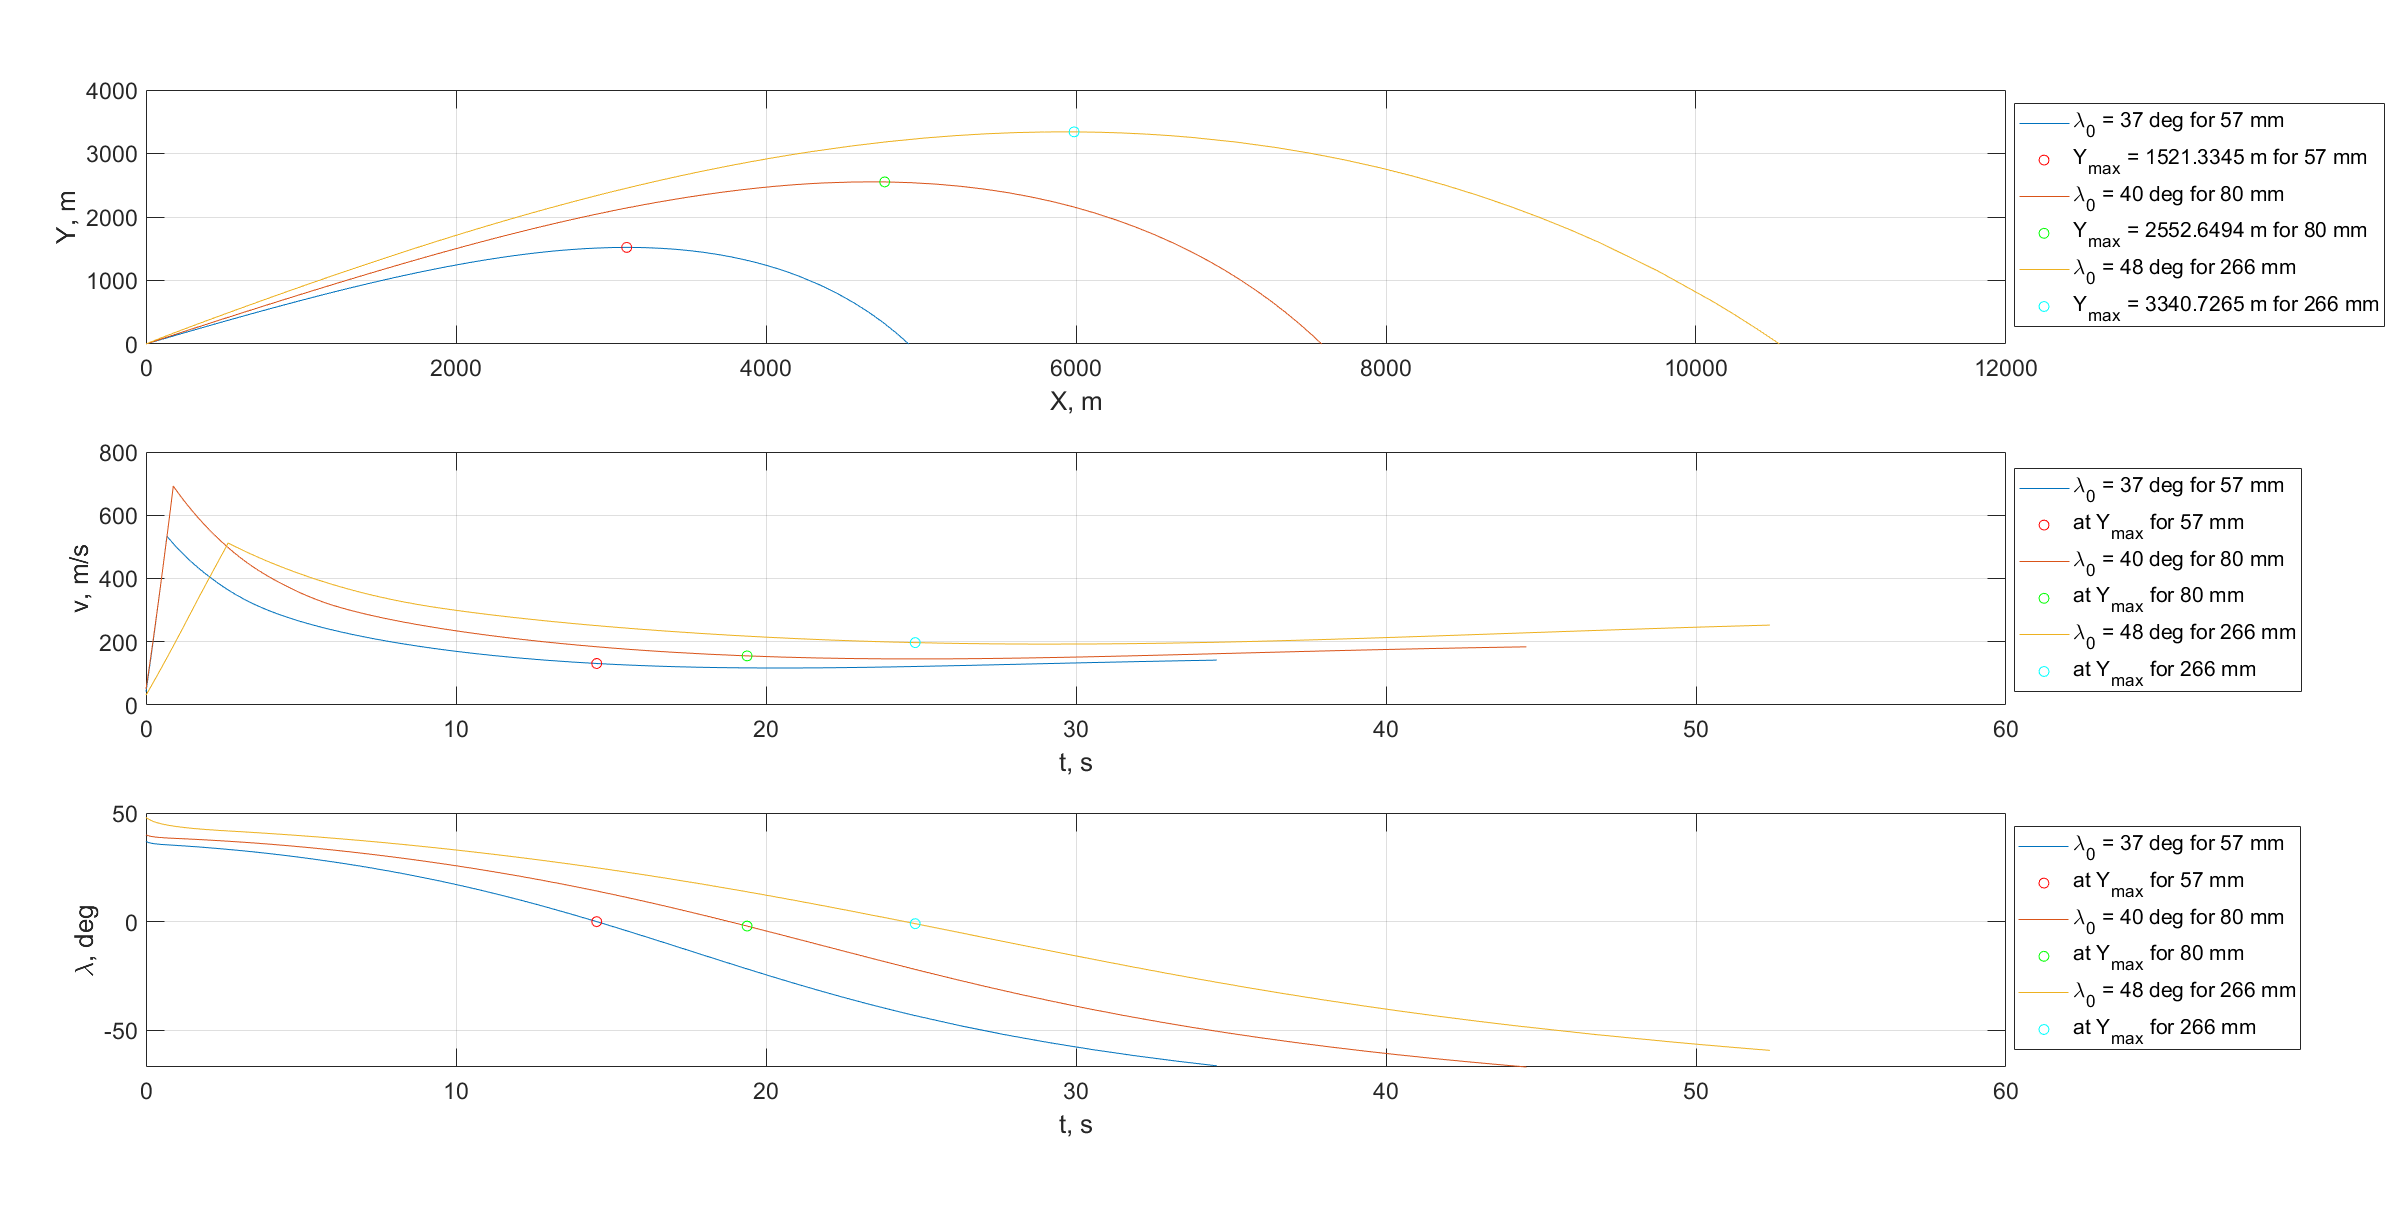 4000
3000
2000
1000
0
Y, m
0 2000 4000 6000 8000 10000 12000
X, m
λ0 = 37 deg for 57 mm
Ymax = 1521.3345 m for 57 mm
λ0 = 40 deg for 80 mm
Ymax = 2552.6494 m for 80 mm
λ0 = 48 deg for 266 mm
Ymax = 3340.7265 m for 266 mm
800
600
400
200
0
v, m/s
0 10 20 30 40 50 60
t, s
λ0 = 37 deg for 57 mm
at Ymax for 57 mm
λ0 = 40 deg for 80 mm
at Ymax for 80 mm
λ0 = 48 deg for 266 mm
at Ymax for 266 mm
50
0
-50
λ, deg
0 10 20 30 40 50 60
t, s
λ0 = 37 deg for 57 mm
at Ymax for 57 mm
λ0 = 40 deg for 80 mm
at Ymax for 80 mm
λ0 = 48 deg for 266 mm
at Ymax for 266 mm